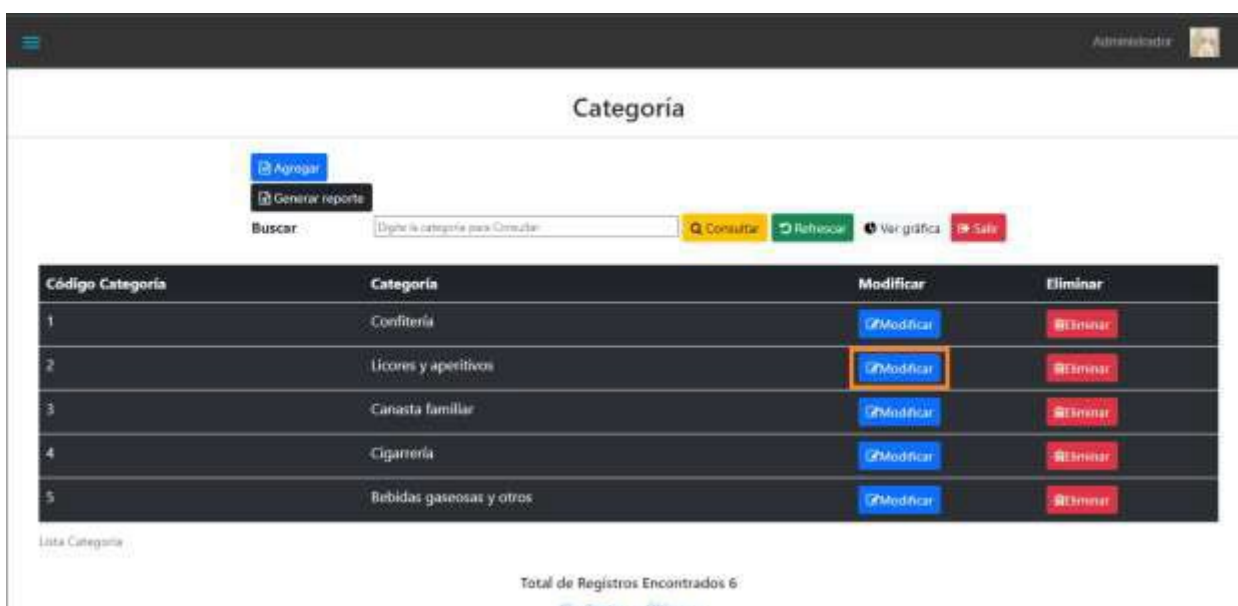 Administrador
Categoría
Agregar
Generar reporte
Buscar Digite la categoria para Consultar Consultar Refrescar Ver gráfica Salir
Código Categoría Categoría Modificar Eliminar
1 Confitería Modificar Eliminar
2 Licores y aperitivos Modificar Eliminar
3 Canasta familiar Modificar Eliminar
4 Cigarrería Modificar Eliminar
5 Bebidas gaseosas y otros Modificar Eliminar
Lista Categoria
Total de Registros Encontrados 6